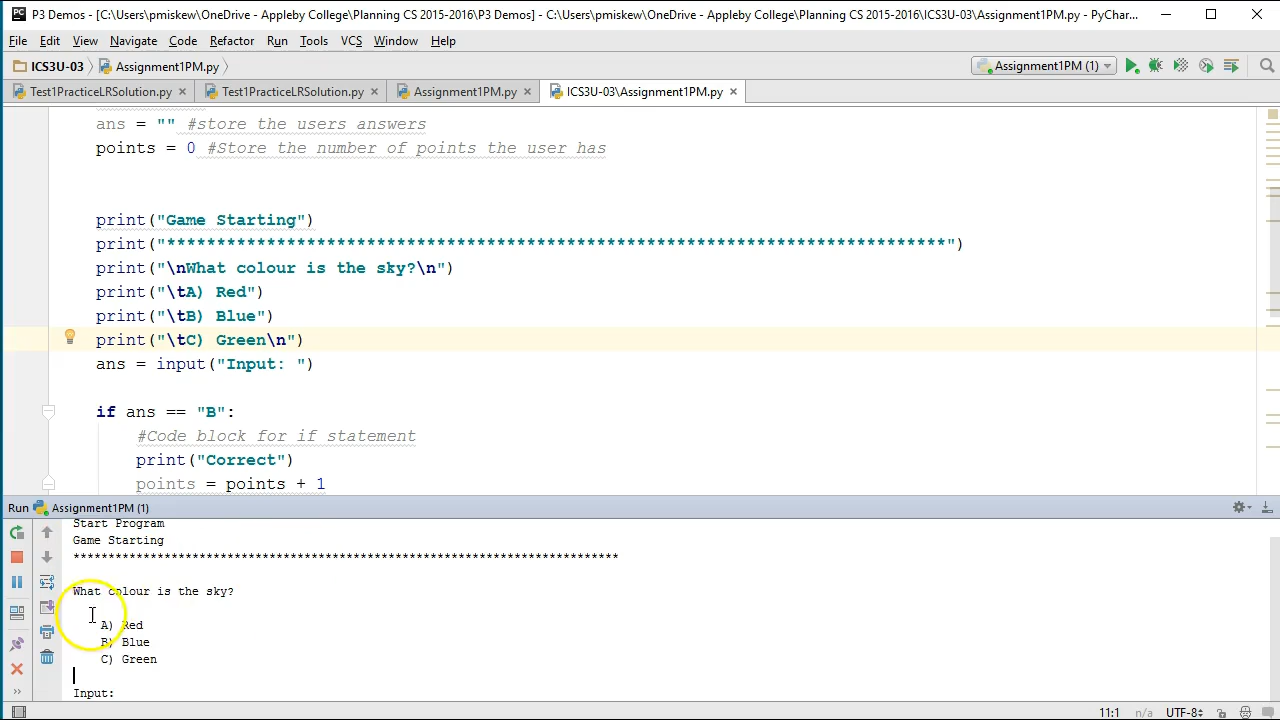 PC P3 Demos - [C:\Users\pmiskew\OneDrive - Appleby College\Planning CS 2015-2016\P3 Demos] - C:\Users\pmiskew\OneDrive - Appleby College\Planning CS 2015-2016\ICS3U-03\Assignment1PM.py - PyChar...
File Edit View Navigate Code Refactor Run Tools VCS Window Help
ICS3U-03 Assignment1PM.py Assignment1PM (1)
Test1PracticeLRSolution.py Test1PracticeLRSolution.py Assignment1PM.py ICS3U-03\Assignment1PM.py
ans = "" #store the users answers
points = 0 #Store the number of points the user has
print("Game Starting")
print("******************************************************************************")
print("\nWhat colour is the sky?\n")
print("\tA) Red")
print("\tB) Blue")
print("\tC) Green\n")
ans = input("Input: ")
if ans == "B":
#Code block for if statement
print("Correct")
points = points + 1
Run Assignment1PM (1)
Start Program
Game Starting
******************************************************************************
What colour is the sky?
A) Red
B) Blue
C) Green
Input:
11:1 n/a UTF-8